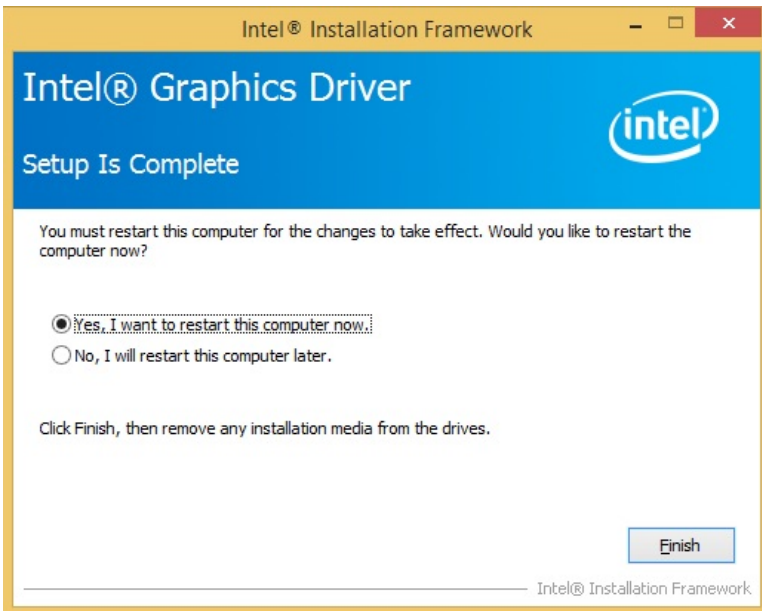 Intel® Installation Framework
Intel® Graphics Driver
intel
Setup Is Complete
You must restart this computer for the changes to take effect. Would you like to restart the
computer now?
Yes, I want to restart this computer now.
No, I will restart this computer later.
Click Finish, then remove any installation media from the drives.
Finish
Intel® Installation Framework